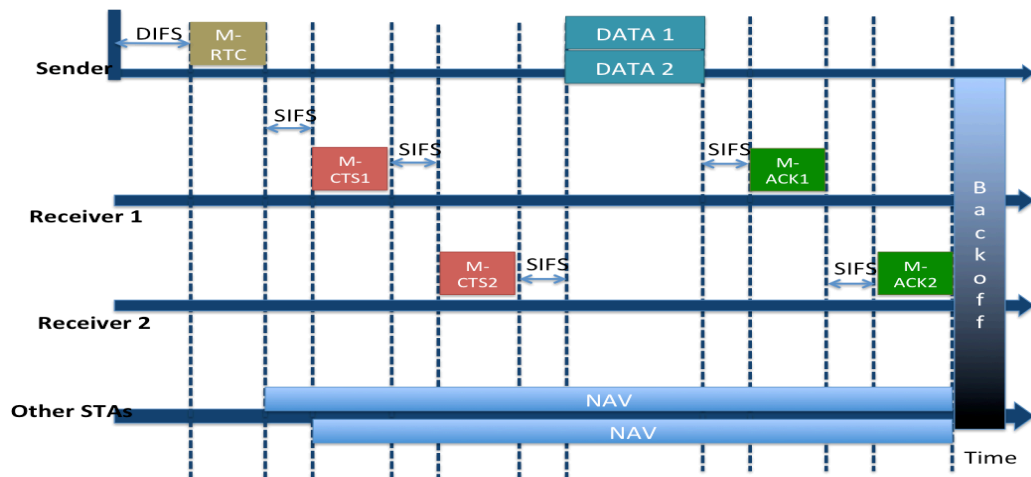 DIFS
M-
RTC
DATA 1
DATA 2
Sender
SIFS
M-
CTS1
SIFS
SIFS
M-
ACK1
Receiver 1
M-
CTS2
SIFS
SIFS
M-
ACK2
Receiver 2
B
a
c
k
o
f
f
NAV
Other STAs
NAV
Time